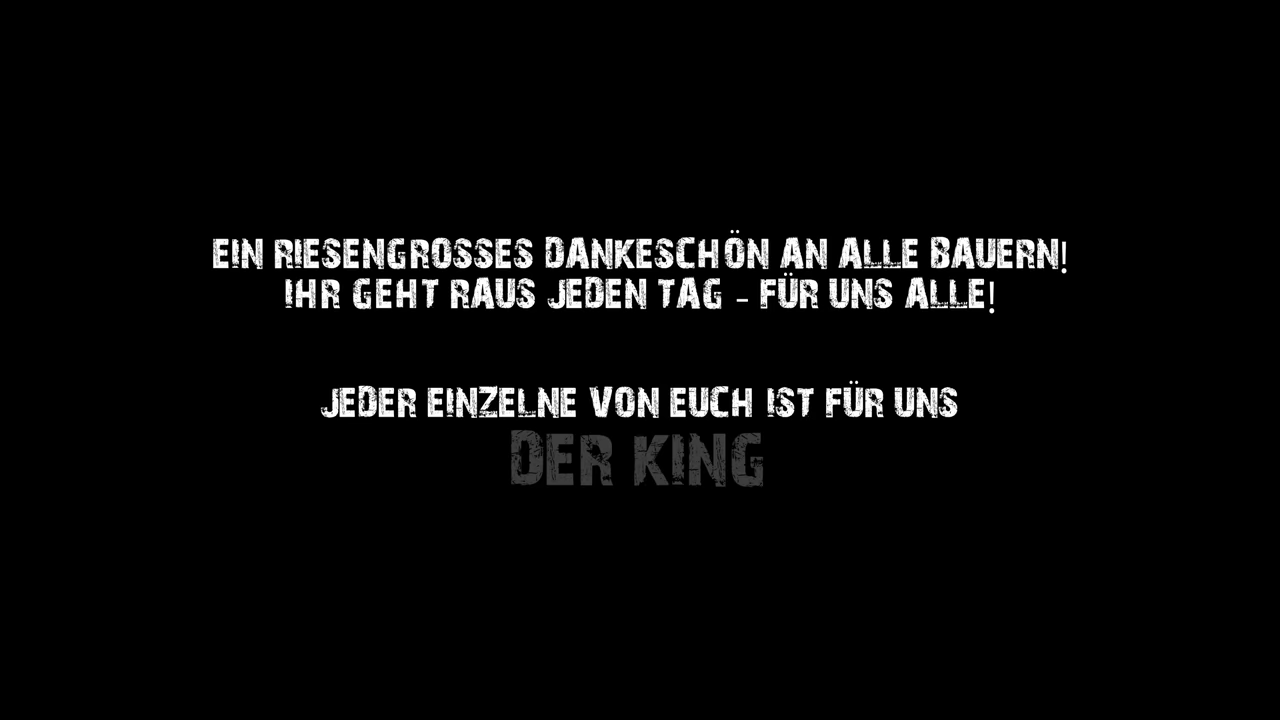 EIN RIESENGROSSES DANKESCHÖN AN ALLE BAUERN!
IHR GEHT RAUS JEDEN TAG - FÜR UNS ALLE!
JEDER EINZELNE VON EUCH IST FÜR UNS
DER KING